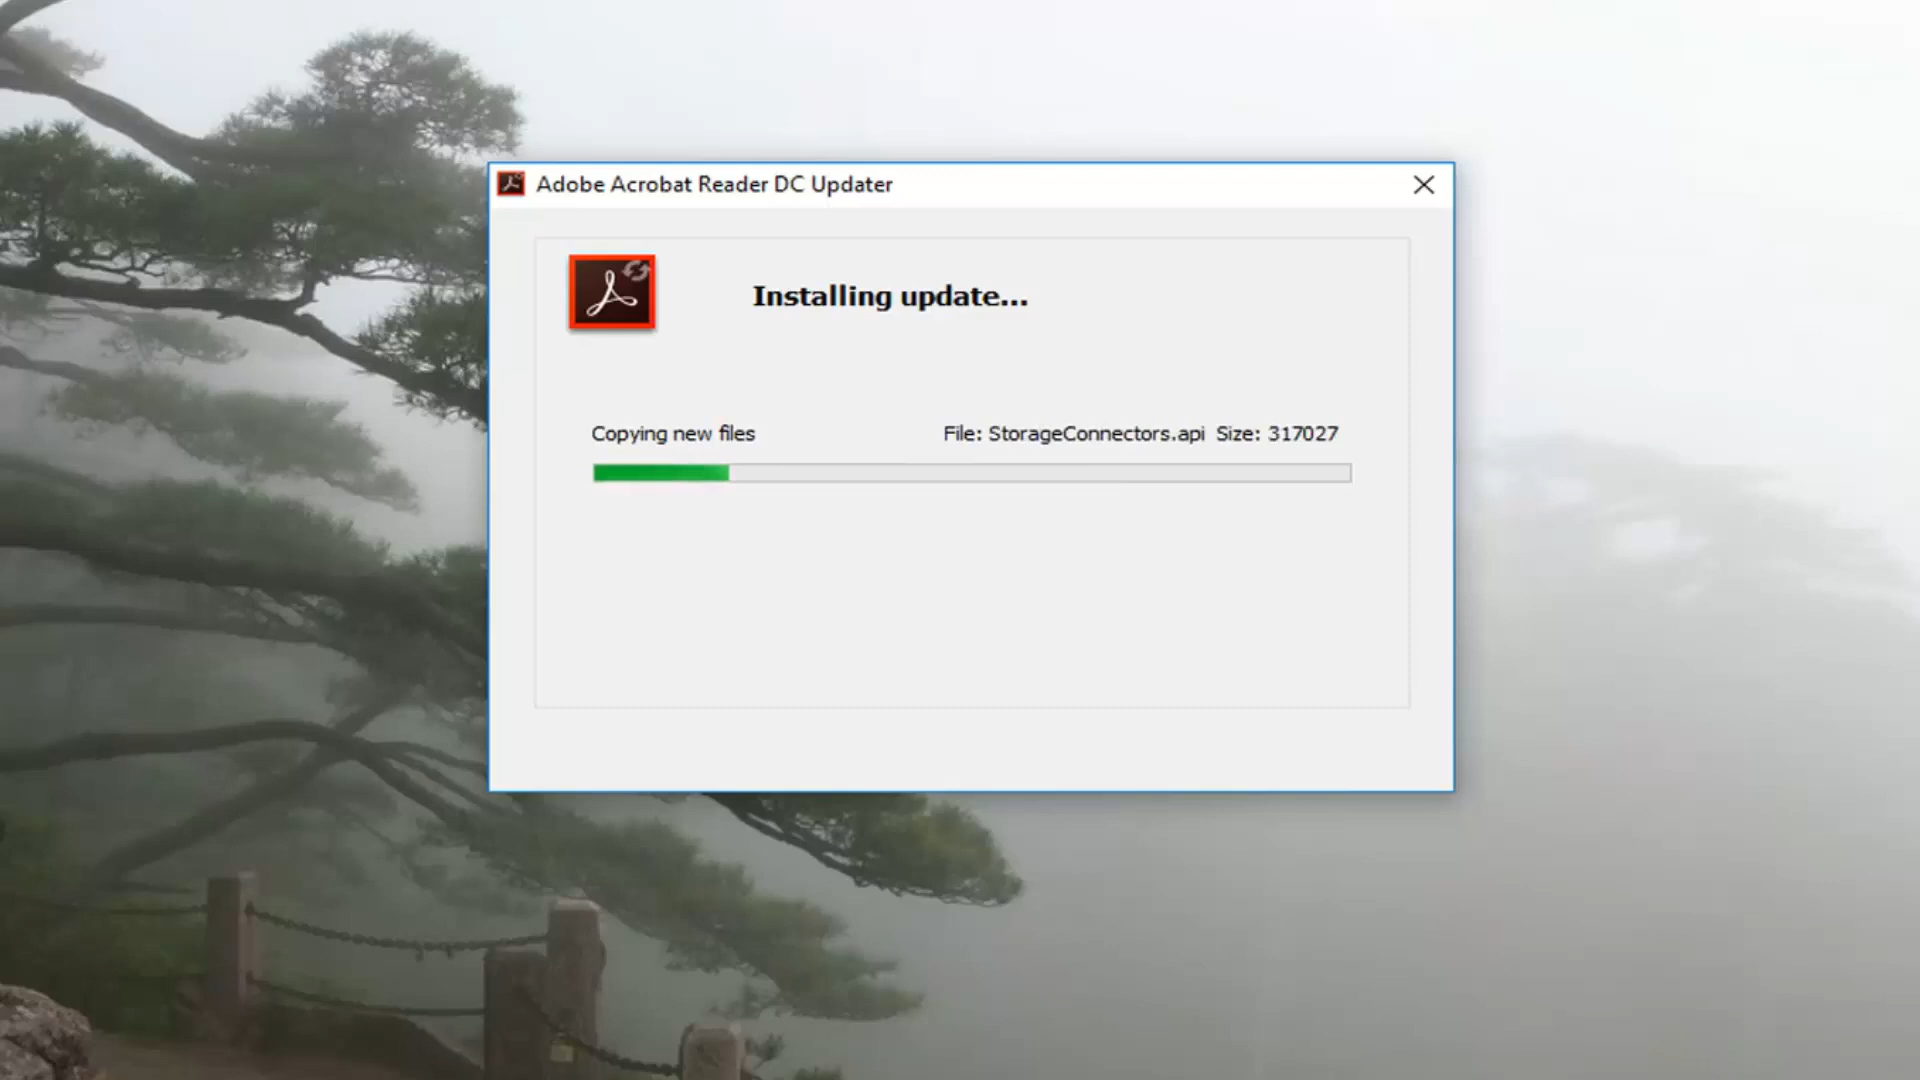 Adobe Acrobat Reader DC Updater
Installing update...
Copying new files File: StorageConnectors.api Size: 317027